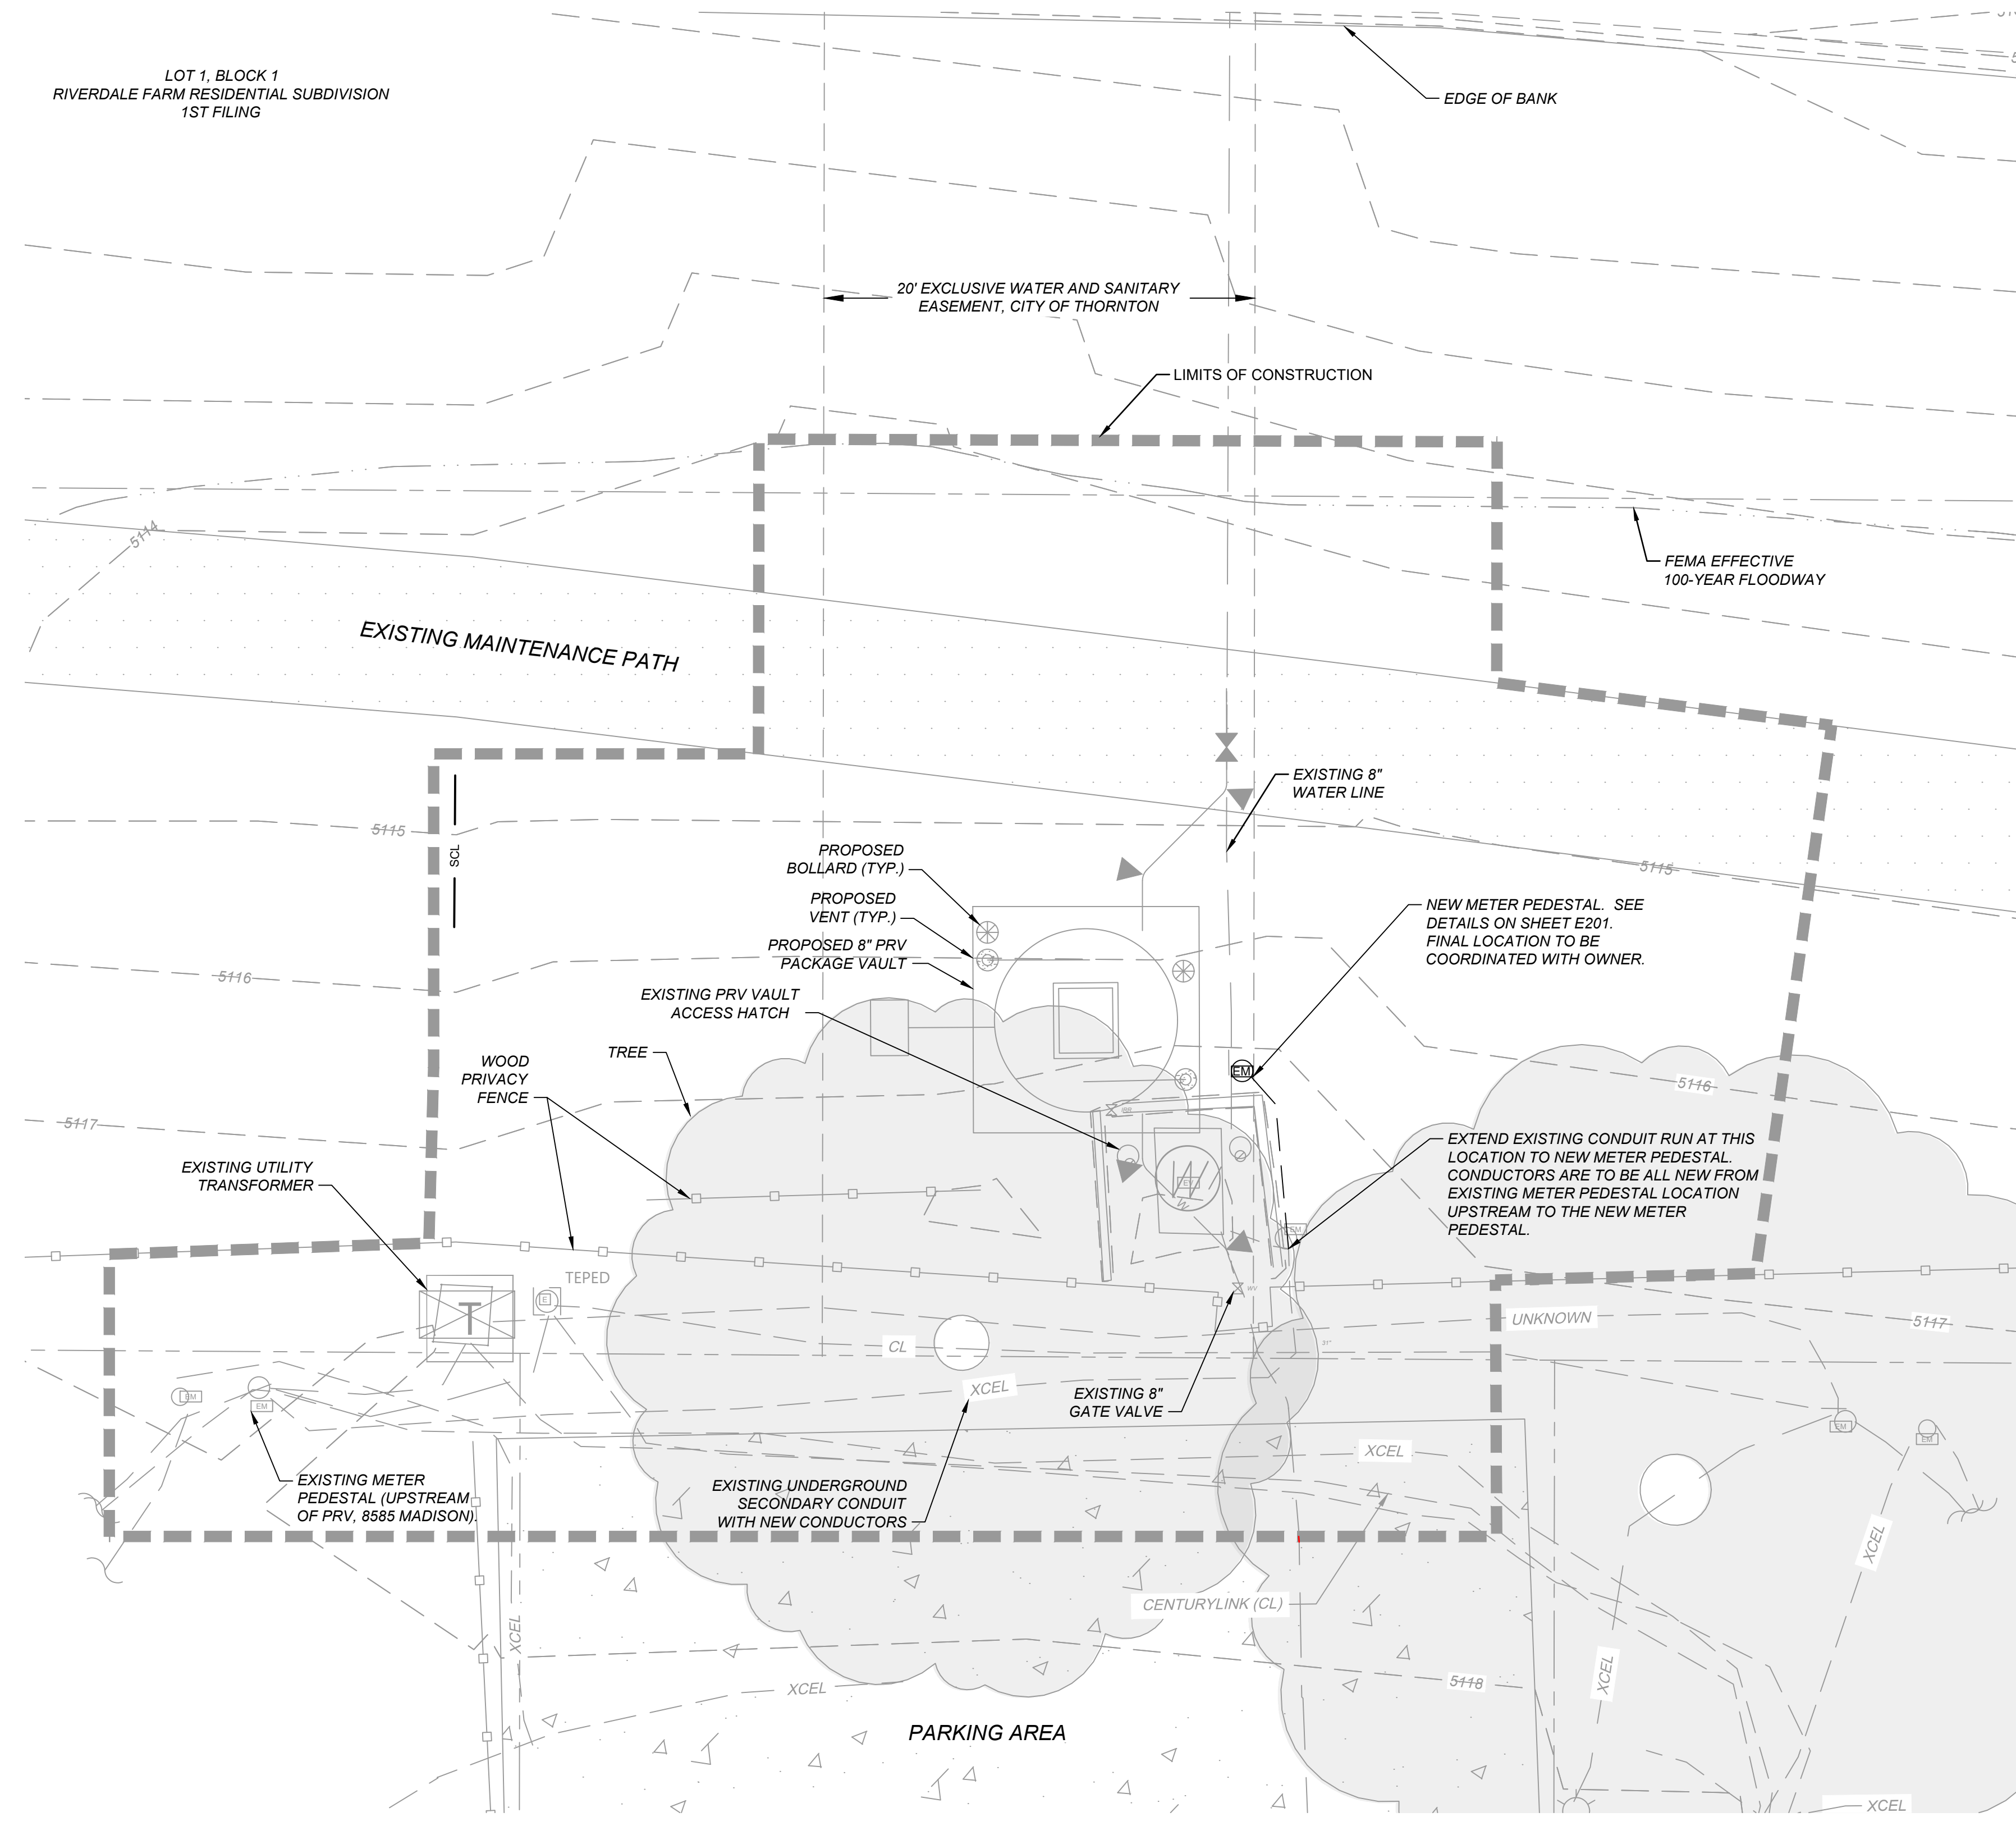 LOT 1, BLOCK 1
RIVERDALE FARM RESIDENTIAL SUBDIVISION
1ST FILING
EDGE OF BANK
20' EXCLUSIVE WATER AND SANITARY
EASEMENT, CITY OF THORNTON
LIMITS OF CONSTRUCTION
5114
FEMA EFFECTIVE
100-YEAR FLOODWAY
EXISTING MAINTENANCE PATH
EXISTING 8"
WATER LINE
5115
SCL
PROPOSED
BOLLARD (TYP.)
5115
PROPOSED
VENT (TYP.)
NEW METER PEDESTAL. SEE
DETAILS ON SHEET E201.
FINAL LOCATION TO BE
COORDINATED WITH OWNER.
PROPOSED 8" PRV
PACKAGE VAULT
5116
EXISTING PRV VAULT
ACCESS HATCH
WOOD
PRIVACY
FENCE
TREE
EM
5116
5117
IRR
EXTEND EXISTING CONDUIT RUN AT THIS
LOCATION TO NEW METER PEDESTAL.
CONDUCTORS ARE TO BE ALL NEW FROM
EXISTING METER PEDESTAL LOCATION
UPSTREAM TO THE NEW METER
PEDESTAL.
EXISTING UTILITY
TRANSFORMER
W
EM
TEPED
E
T
WV
UNKNOWN
5117
CL
31"
XCEL
EXISTING 8"
GATE VALVE
EM
EM
EM
EM
XCEL
EXISTING METER
PEDESTAL (UPSTREAM
OF PRV, 8585 MADISON).
EXISTING UNDERGROUND
SECONDARY CONDUIT
WITH NEW CONDUCTORS
XCEL
CENTURYLINK (CL)
XCEL
XCEL
XCEL
5118
PARKING AREA
XCEL